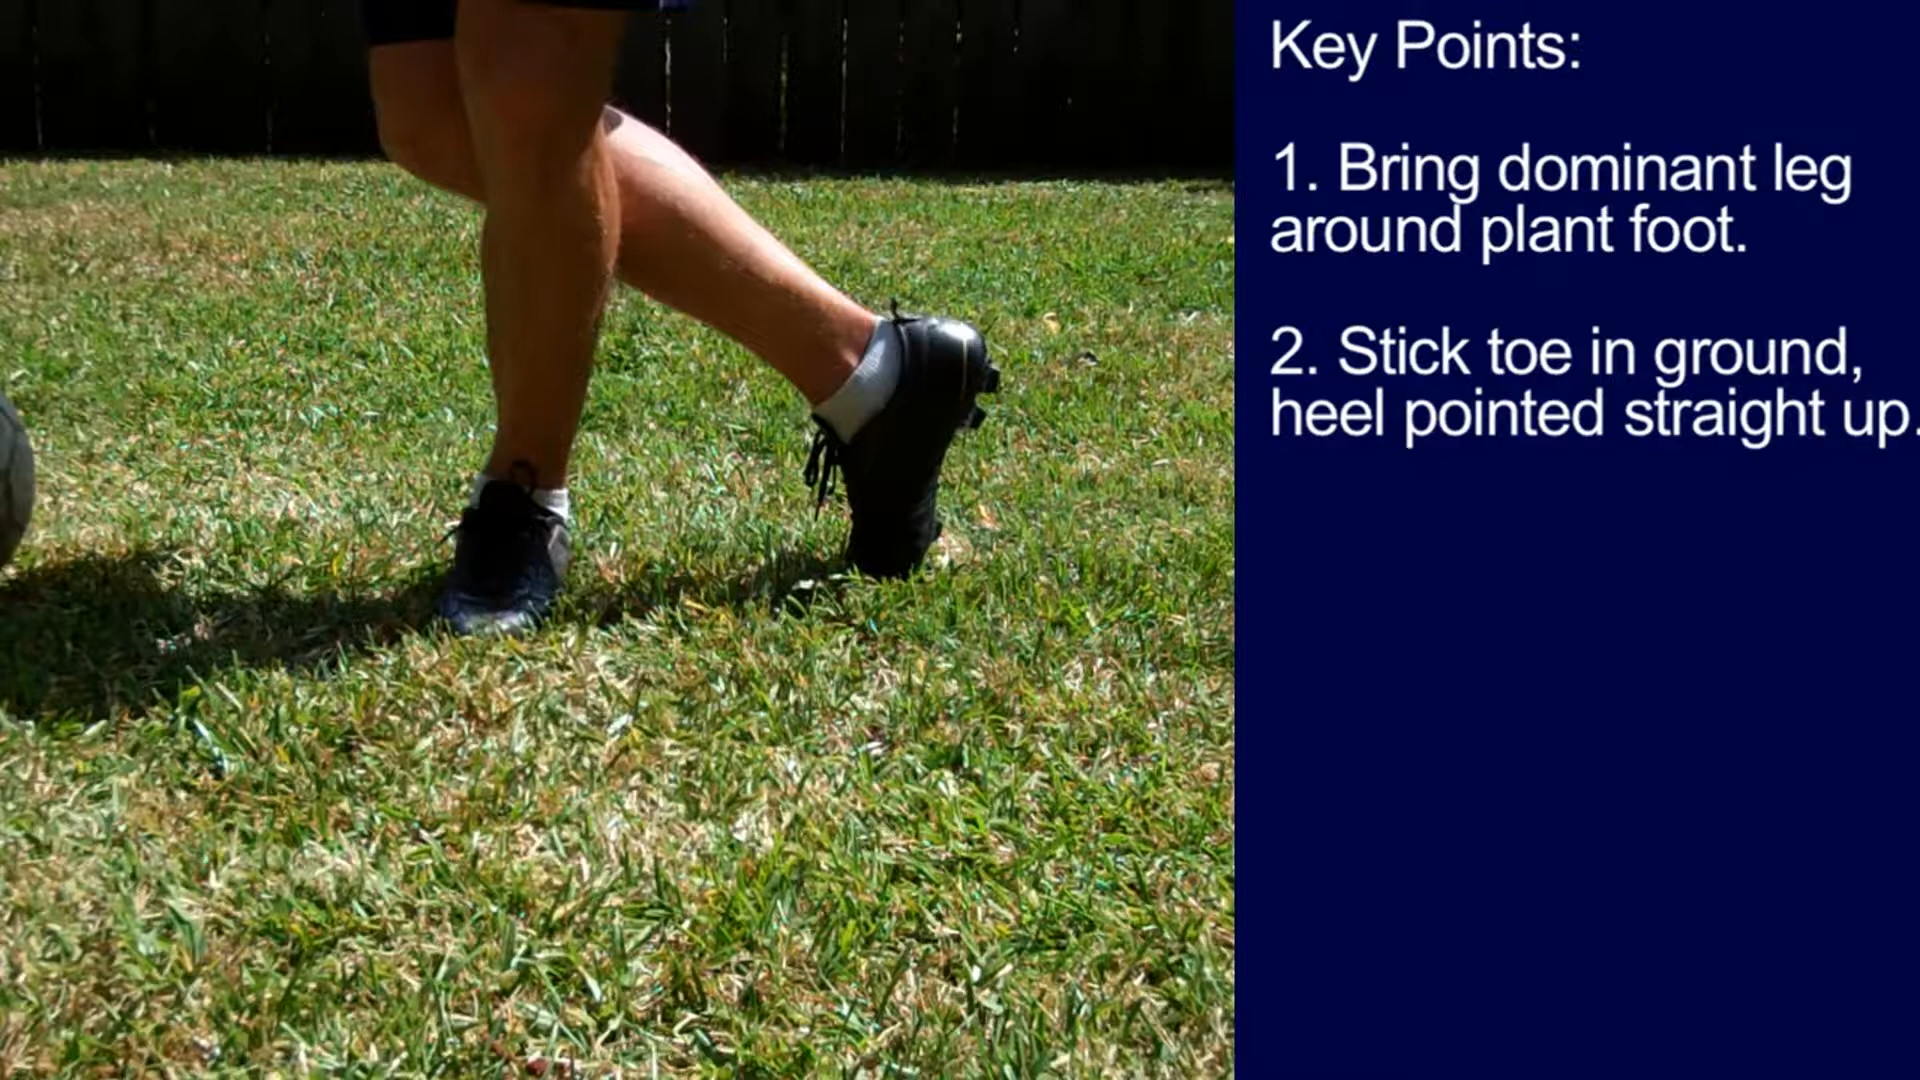 Key Points:
1. Bring dominant leg
around plant foot.
2. Stick toe in ground,
heel pointed straight up.